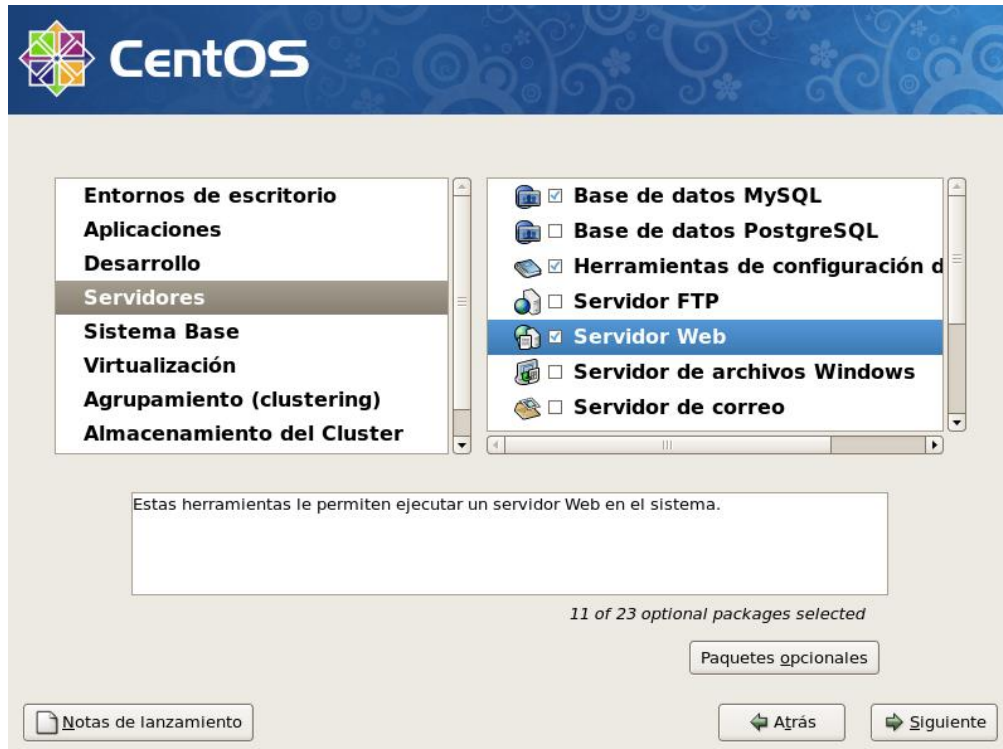 CentOS
Entornos de escritorio
Aplicaciones
Desarrollo
Servidores
Sistema Base
Virtualización
Agrupamiento (clustering)
Almacenamiento del Cluster
Base de datos MySQL
Base de datos PostgreSQL
Herramientas de configuración d
Servidor FTP
Servidor Web
Servidor de archivos Windows
Servidor de correo
Estas herramientas le permiten ejecutar un servidor Web en el sistema.
11 of 23 optional packages selected
Paquetes opcionales
Notas de lanzamiento
Atrás
Siguiente